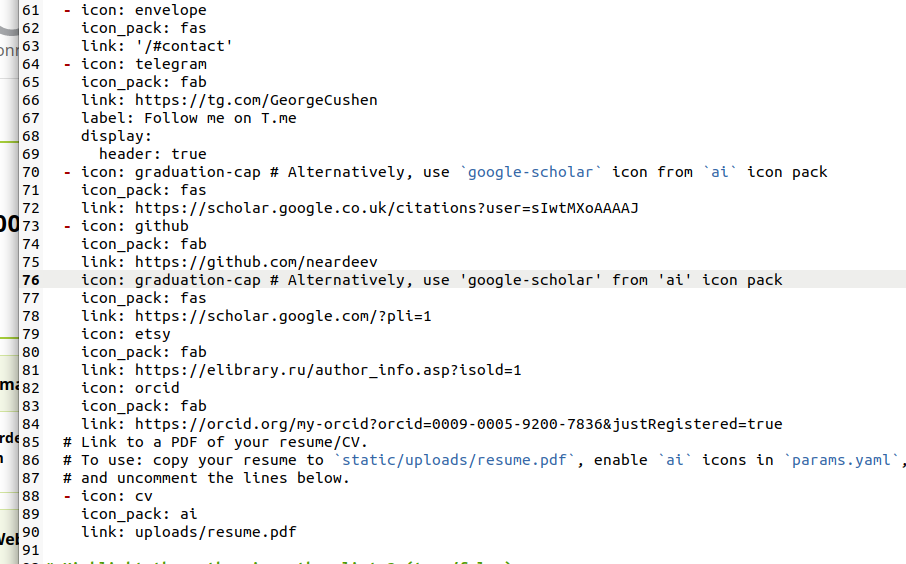 61 - icon: envelope
62 icon_pack: fas
63 link: '/#contact'
64 - icon: telegram
65 icon_pack: fab
66 link: https://tg.com/GeorgeCushen
67 label: Follow me on T.me
68 display:
69 header: true
70 - icon: graduation-cap # Alternatively, use `google-scholar` icon from `ai` icon pack
71 icon_pack: fas
72 link: https://scholar.google.co.uk/citations?user=sIwtMXoAAAAJ
73 - icon: github
74 icon_pack: fab
75 link: https://github.com/neardeev
76 icon: graduation-cap # Alternatively, use 'google-scholar' from 'ai' icon pack
77 icon_pack: fas
78 link: https://scholar.google.com/?pli=1
79 icon: etsy
80 icon_pack: fab
81 link: https://elibrary.ru/author_info.asp?isold=1
82 icon: orcid
83 icon_pack: fab
84 link: https://orcid.org/my-orcid?orcid=0009-0005-9200-7836&justRegistered=true
85 # Link to a PDF of your resume/CV.
86 # To use: copy your resume to `static/uploads/resume.pdf`, enable `ai` icons in `params.yaml`,
87 # and uncomment the lines below.
88 - icon: cv
89 icon_pack: ai
90 link: uploads/resume.pdf
91